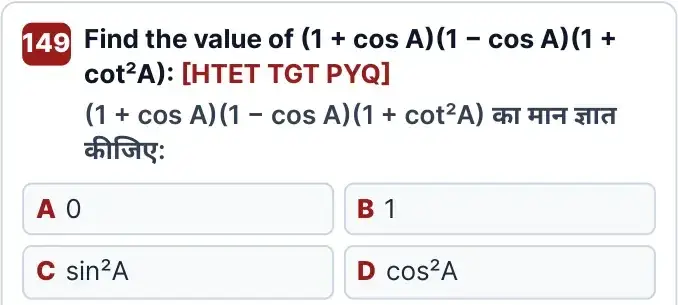 149 Find the value of (1 + cos A)(1 − cos A)(1 +
cot²A): [HTET TGT PYQ]
(1 + cos A)(1 − cos A)(1 + cot²A) का मान ज्ञात
कीजिए:
A 0
B 1
C sin²A
D cos²A